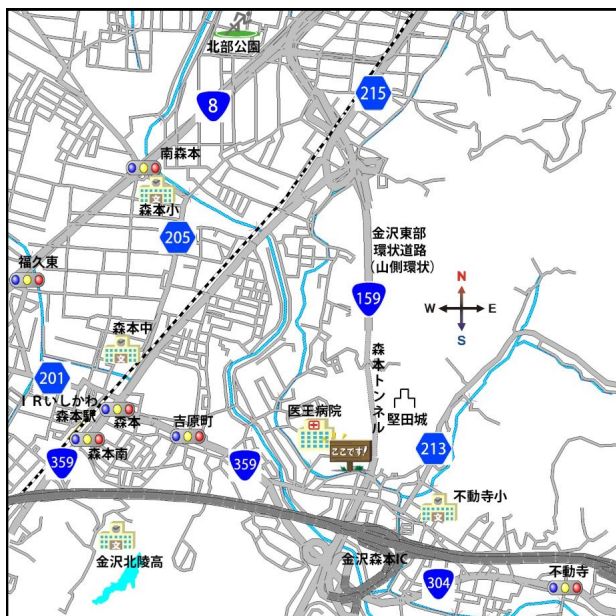 北部公園
215
8
南森本
森本小
205
金沢東部
環状道路
(山側環状)
福久東
159
N
W
E
S
森本中
森本トンネル
201
IRいしかわ
森本駅
森本
吉原町
医王病院
堅田城
ここです!
森本南
359
359
213
不動寺小
金沢北陵高
金沢森本IC
304
不動寺
文
文
文
文